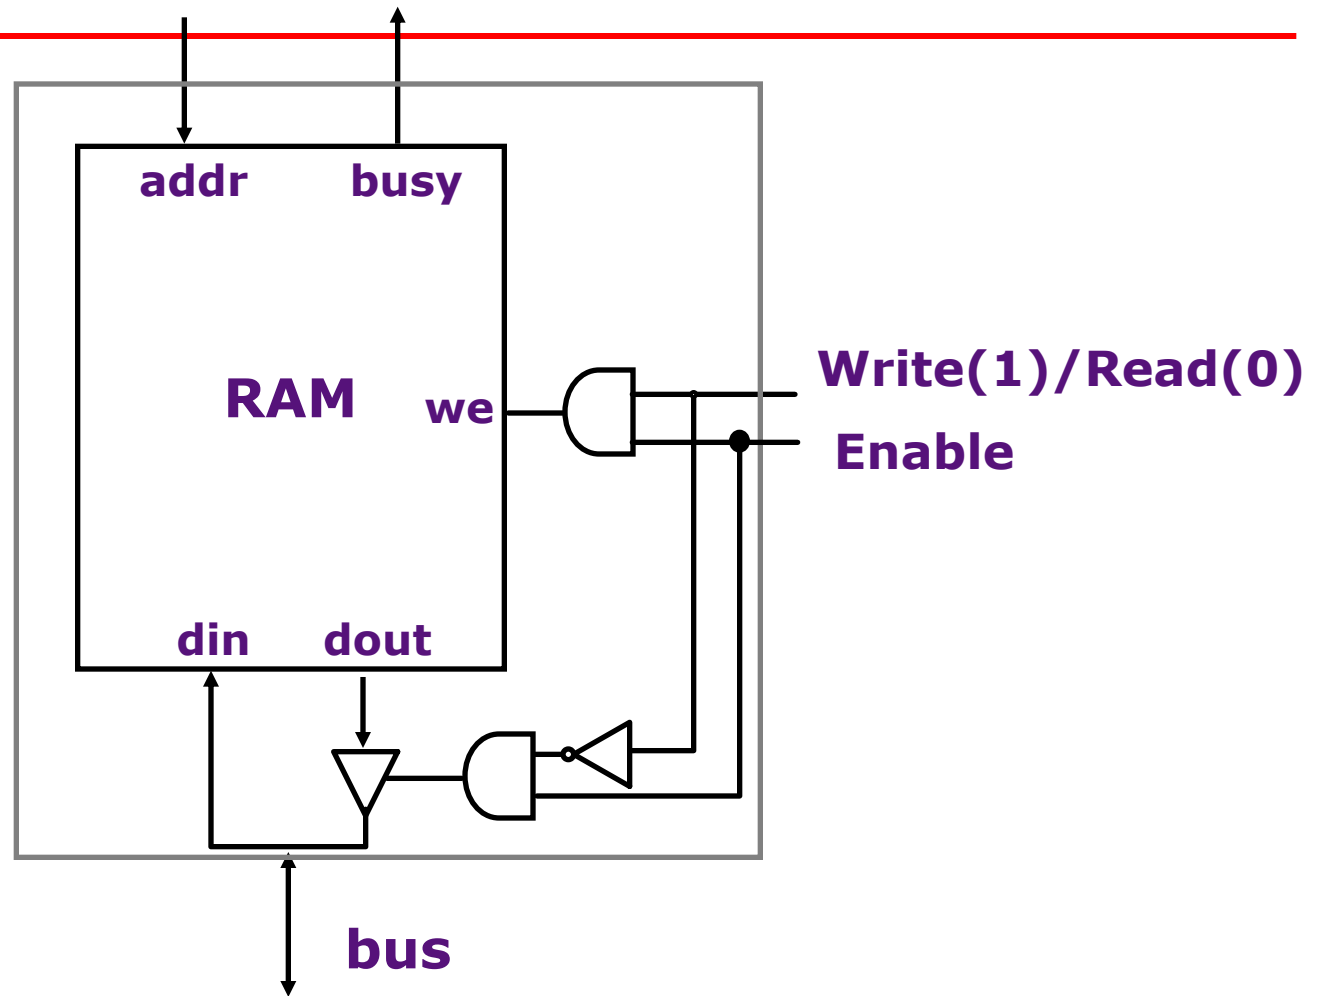 addr busy
Write(1)/Read(0)
RAM we
Enable
din dout
bus